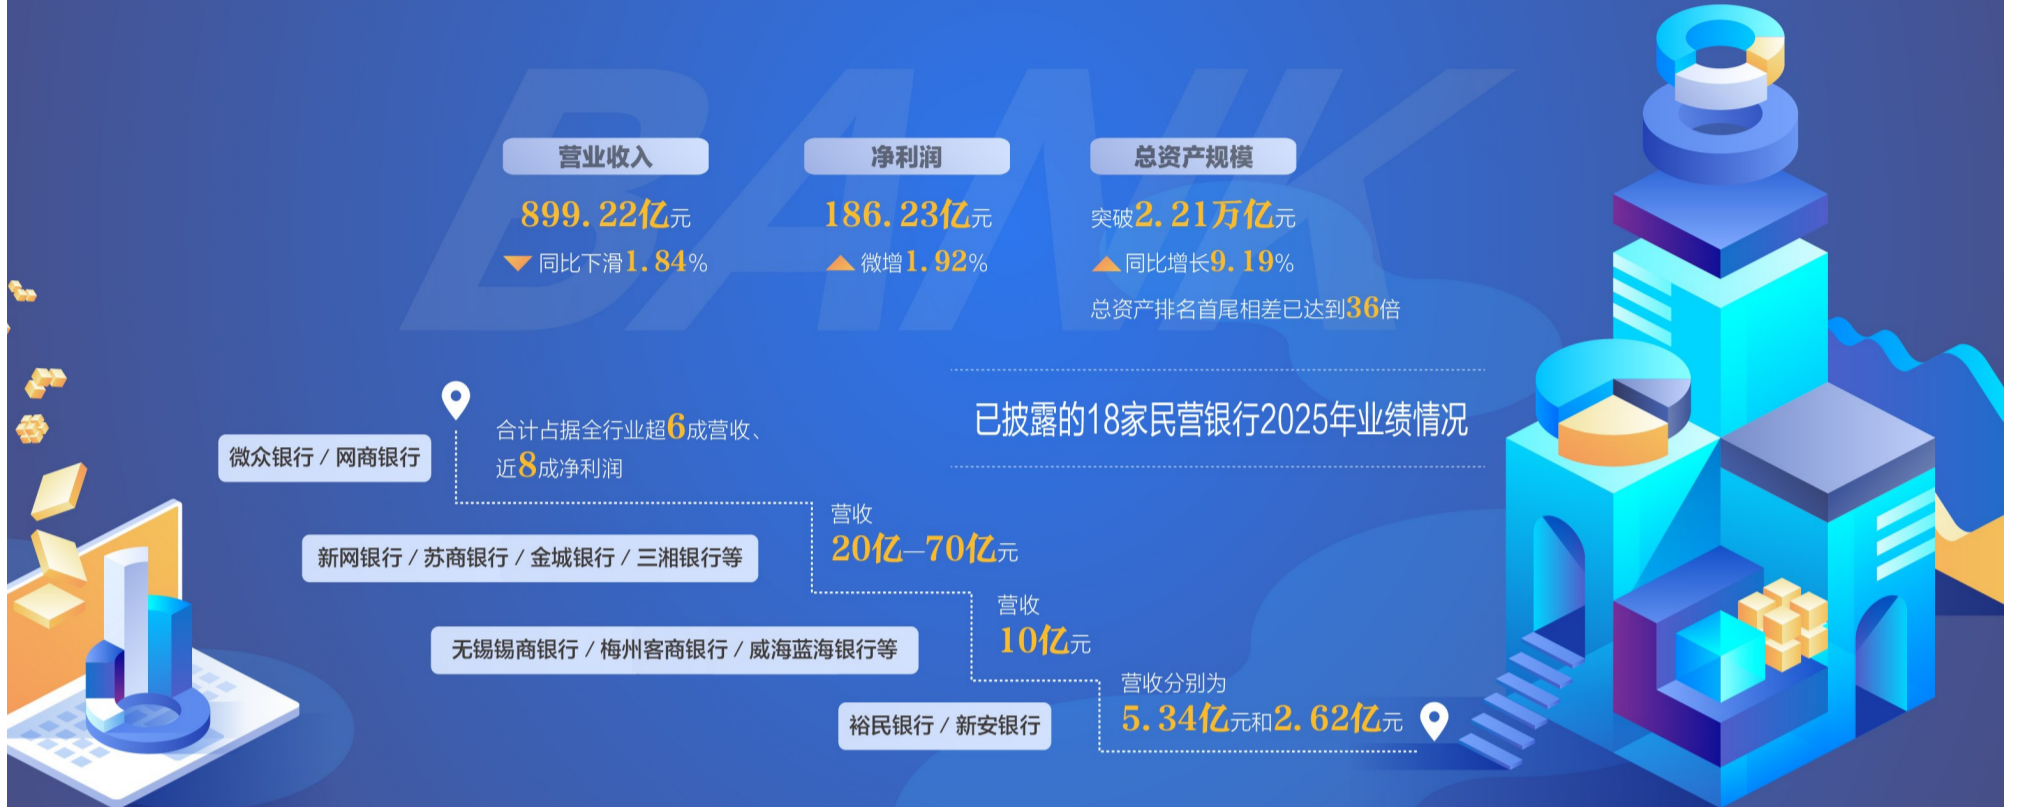 BANK
营业收入
899.22亿元
同比下滑1.84%
净利润
186.23亿元
微增1.92%
总资产规模
突破2.21万亿元
同比增长9.19%
总资产排名首尾相差已达到36倍
已披露的18家民营银行2025年业绩情况
微众银行 / 网商银行
合计占据全行业超6成营收、
近8成净利润
新网银行 / 苏商银行 / 金城银行 / 三湘银行等
营收
20亿—70亿元
无锡锡商银行 / 梅州客商银行 / 威海蓝海银行等
营收
10亿元
裕民银行 / 新安银行
营收分别为
5.34亿元和2.62亿元